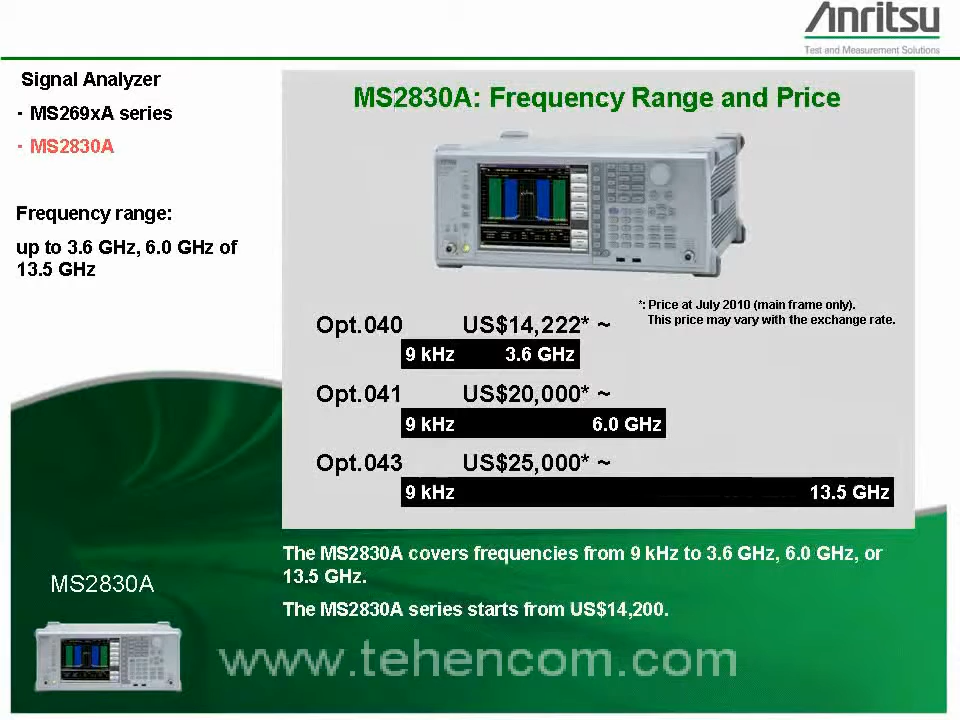 Anritsu
Test and Measurement Solutions
Signal Analyzer
· MS269xA series
· MS2830A
Frequency range:
up to 3.6 GHz, 6.0 GHz of
13.5 GHz
MS2830A: Frequency Range and Price
*: Price at July 2010 (main frame only).
This price may vary with the exchange rate.
Opt.040 US$14,222* ~
9 kHz 3.6 GHz
Opt.041 US$20,000* ~
9 kHz 6.0 GHz
Opt.043 US$25,000* ~
9 kHz 13.5 GHz
The MS2830A covers frequencies from 9 kHz to 3.6 GHz, 6.0 GHz, or
13.5 GHz.
The MS2830A series starts from US$14,200.
MS2830A
www.tehencom.com